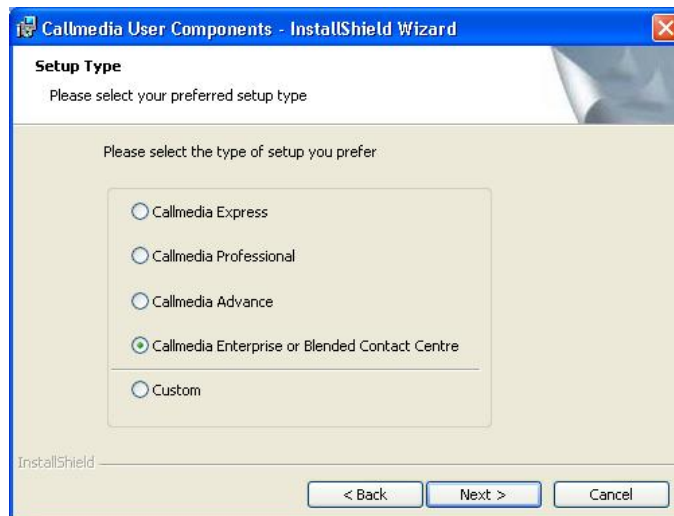 Callmedia User Components - InstallShield Wizard
Setup Type
Please select your preferred setup type
Please select the type of setup you prefer
Callmedia Express
Callmedia Professional
Callmedia Advance
Callmedia Enterprise or Blended Contact Centre
Custom
InstallShield
< Back Next > Cancel